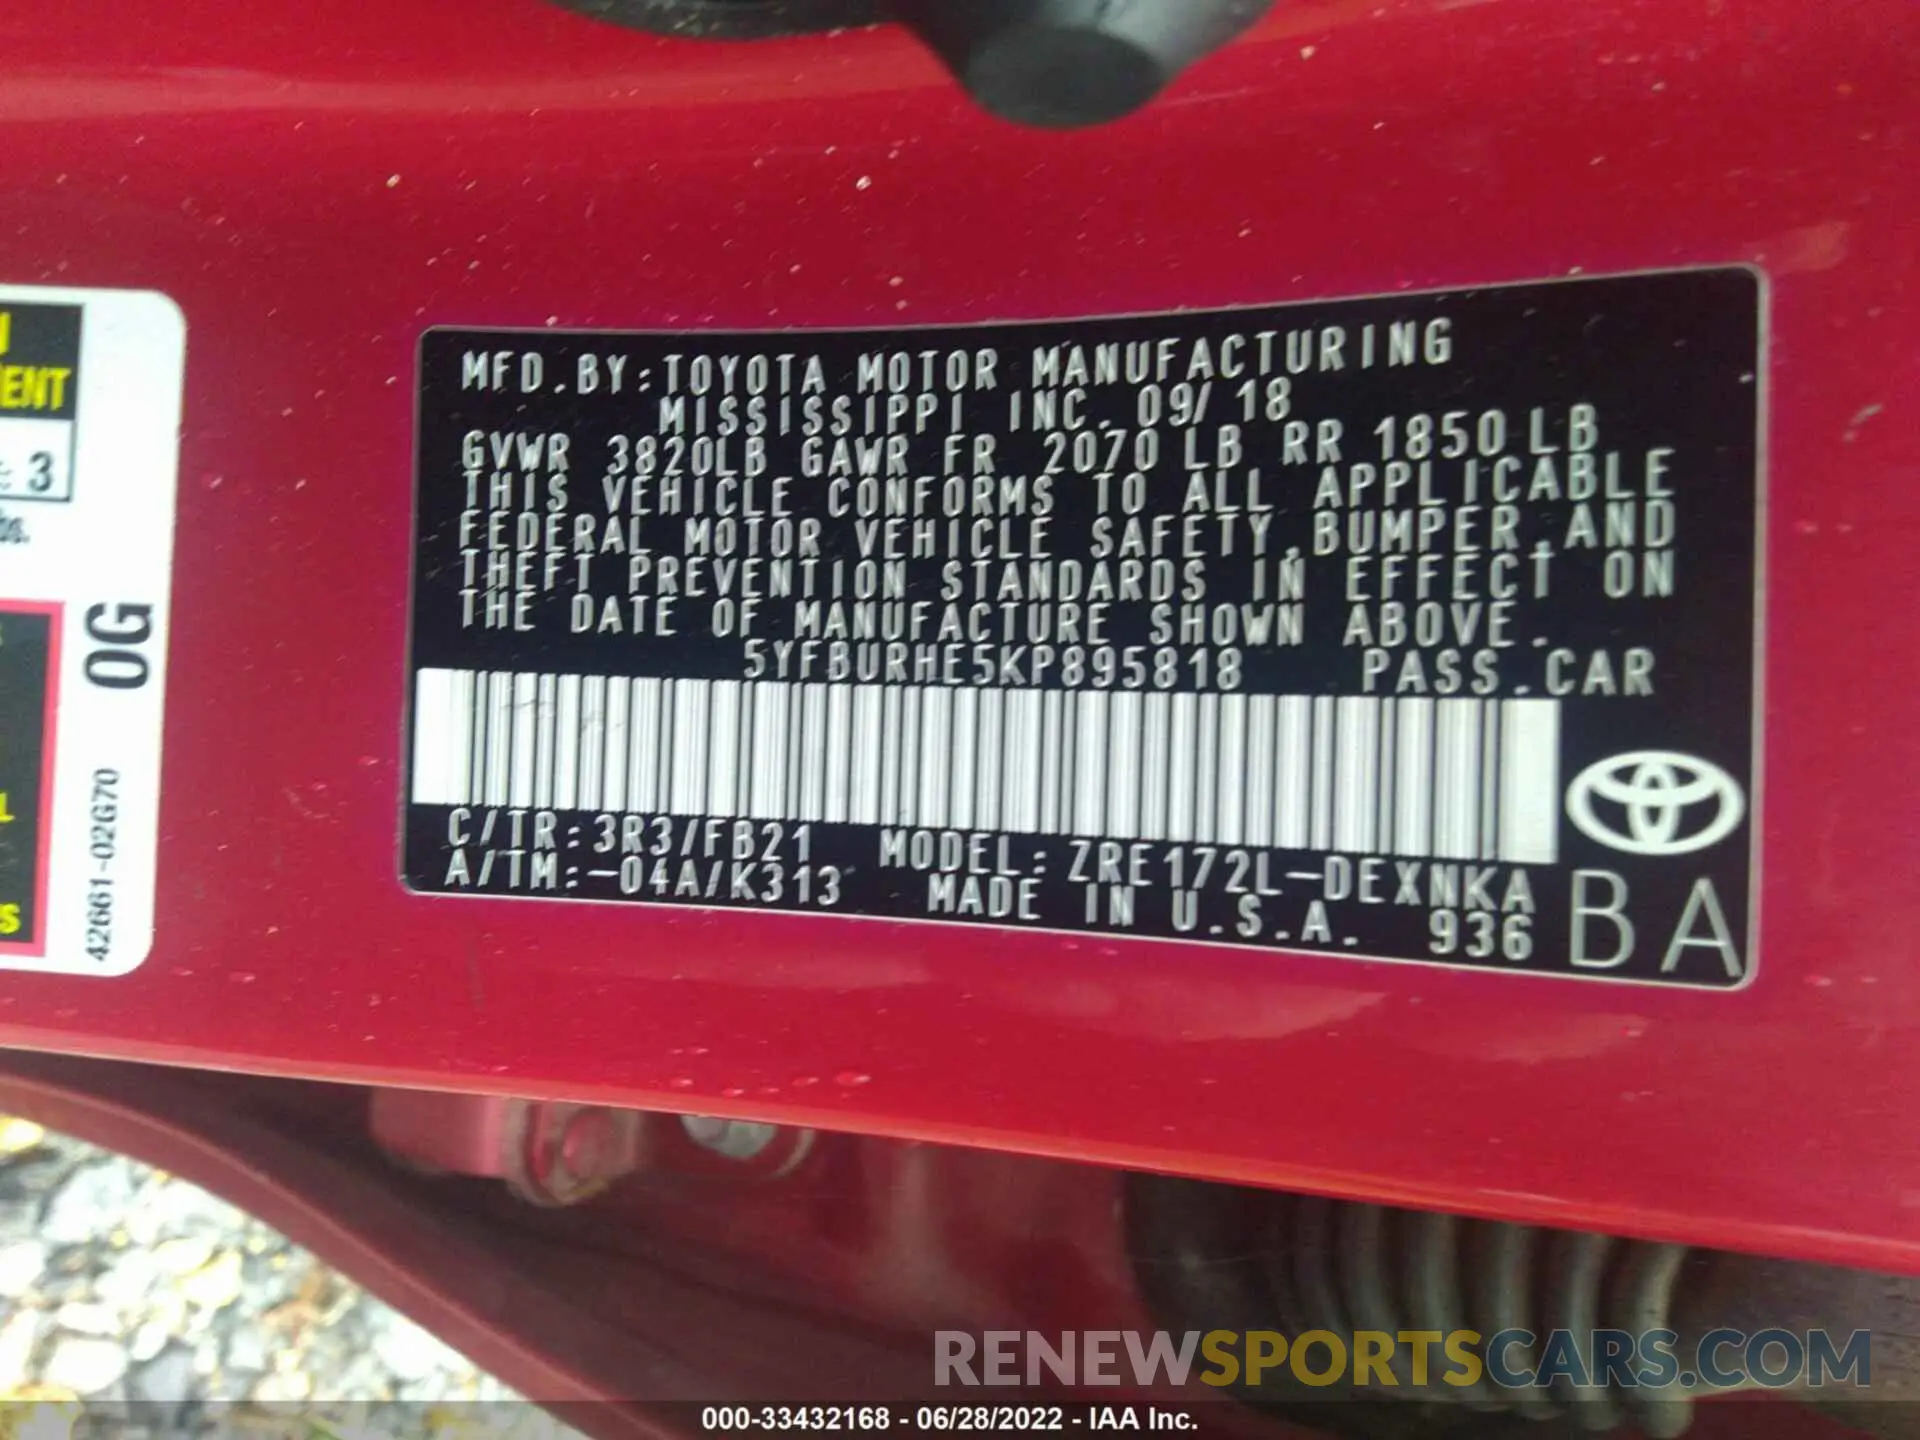 MFD.BY:TOYOTA MOTOR MANUFACTURING
MISSISSIPPI INC. 09/18
GVWR 3820LB GAWR FR 2070 LB RR 1850 LB
THIS VEHICLE CONFORMS TO ALL APPLICABLE
FEDERAL MOTOR VEHICLE SAFETY,BUMPER,AND
THEFT PREVENTION STANDARDS IN EFFECT ON
THE DATE OF MANUFACTURE SHOWN ABOVE.
5YFBURHE5KP895818 PASS.CAR
C/TR:3R3/FB21 MODEL:ZRE172L-DEXNKA
A/TM:-04A/K313 MADE IN U.S.A. 936
BA
3
0G
42661-02G70
RENEWSPORTSCARS.COM
000-33432168 - 06/28/2022 - IAA Inc.